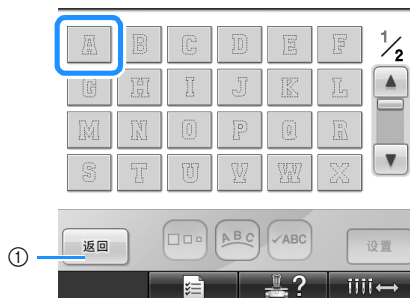 A B C D E F
1/2
G H I J K L
M N O P Q R
S T U V W X
① 返回 ABC ✓ABC 设置
?